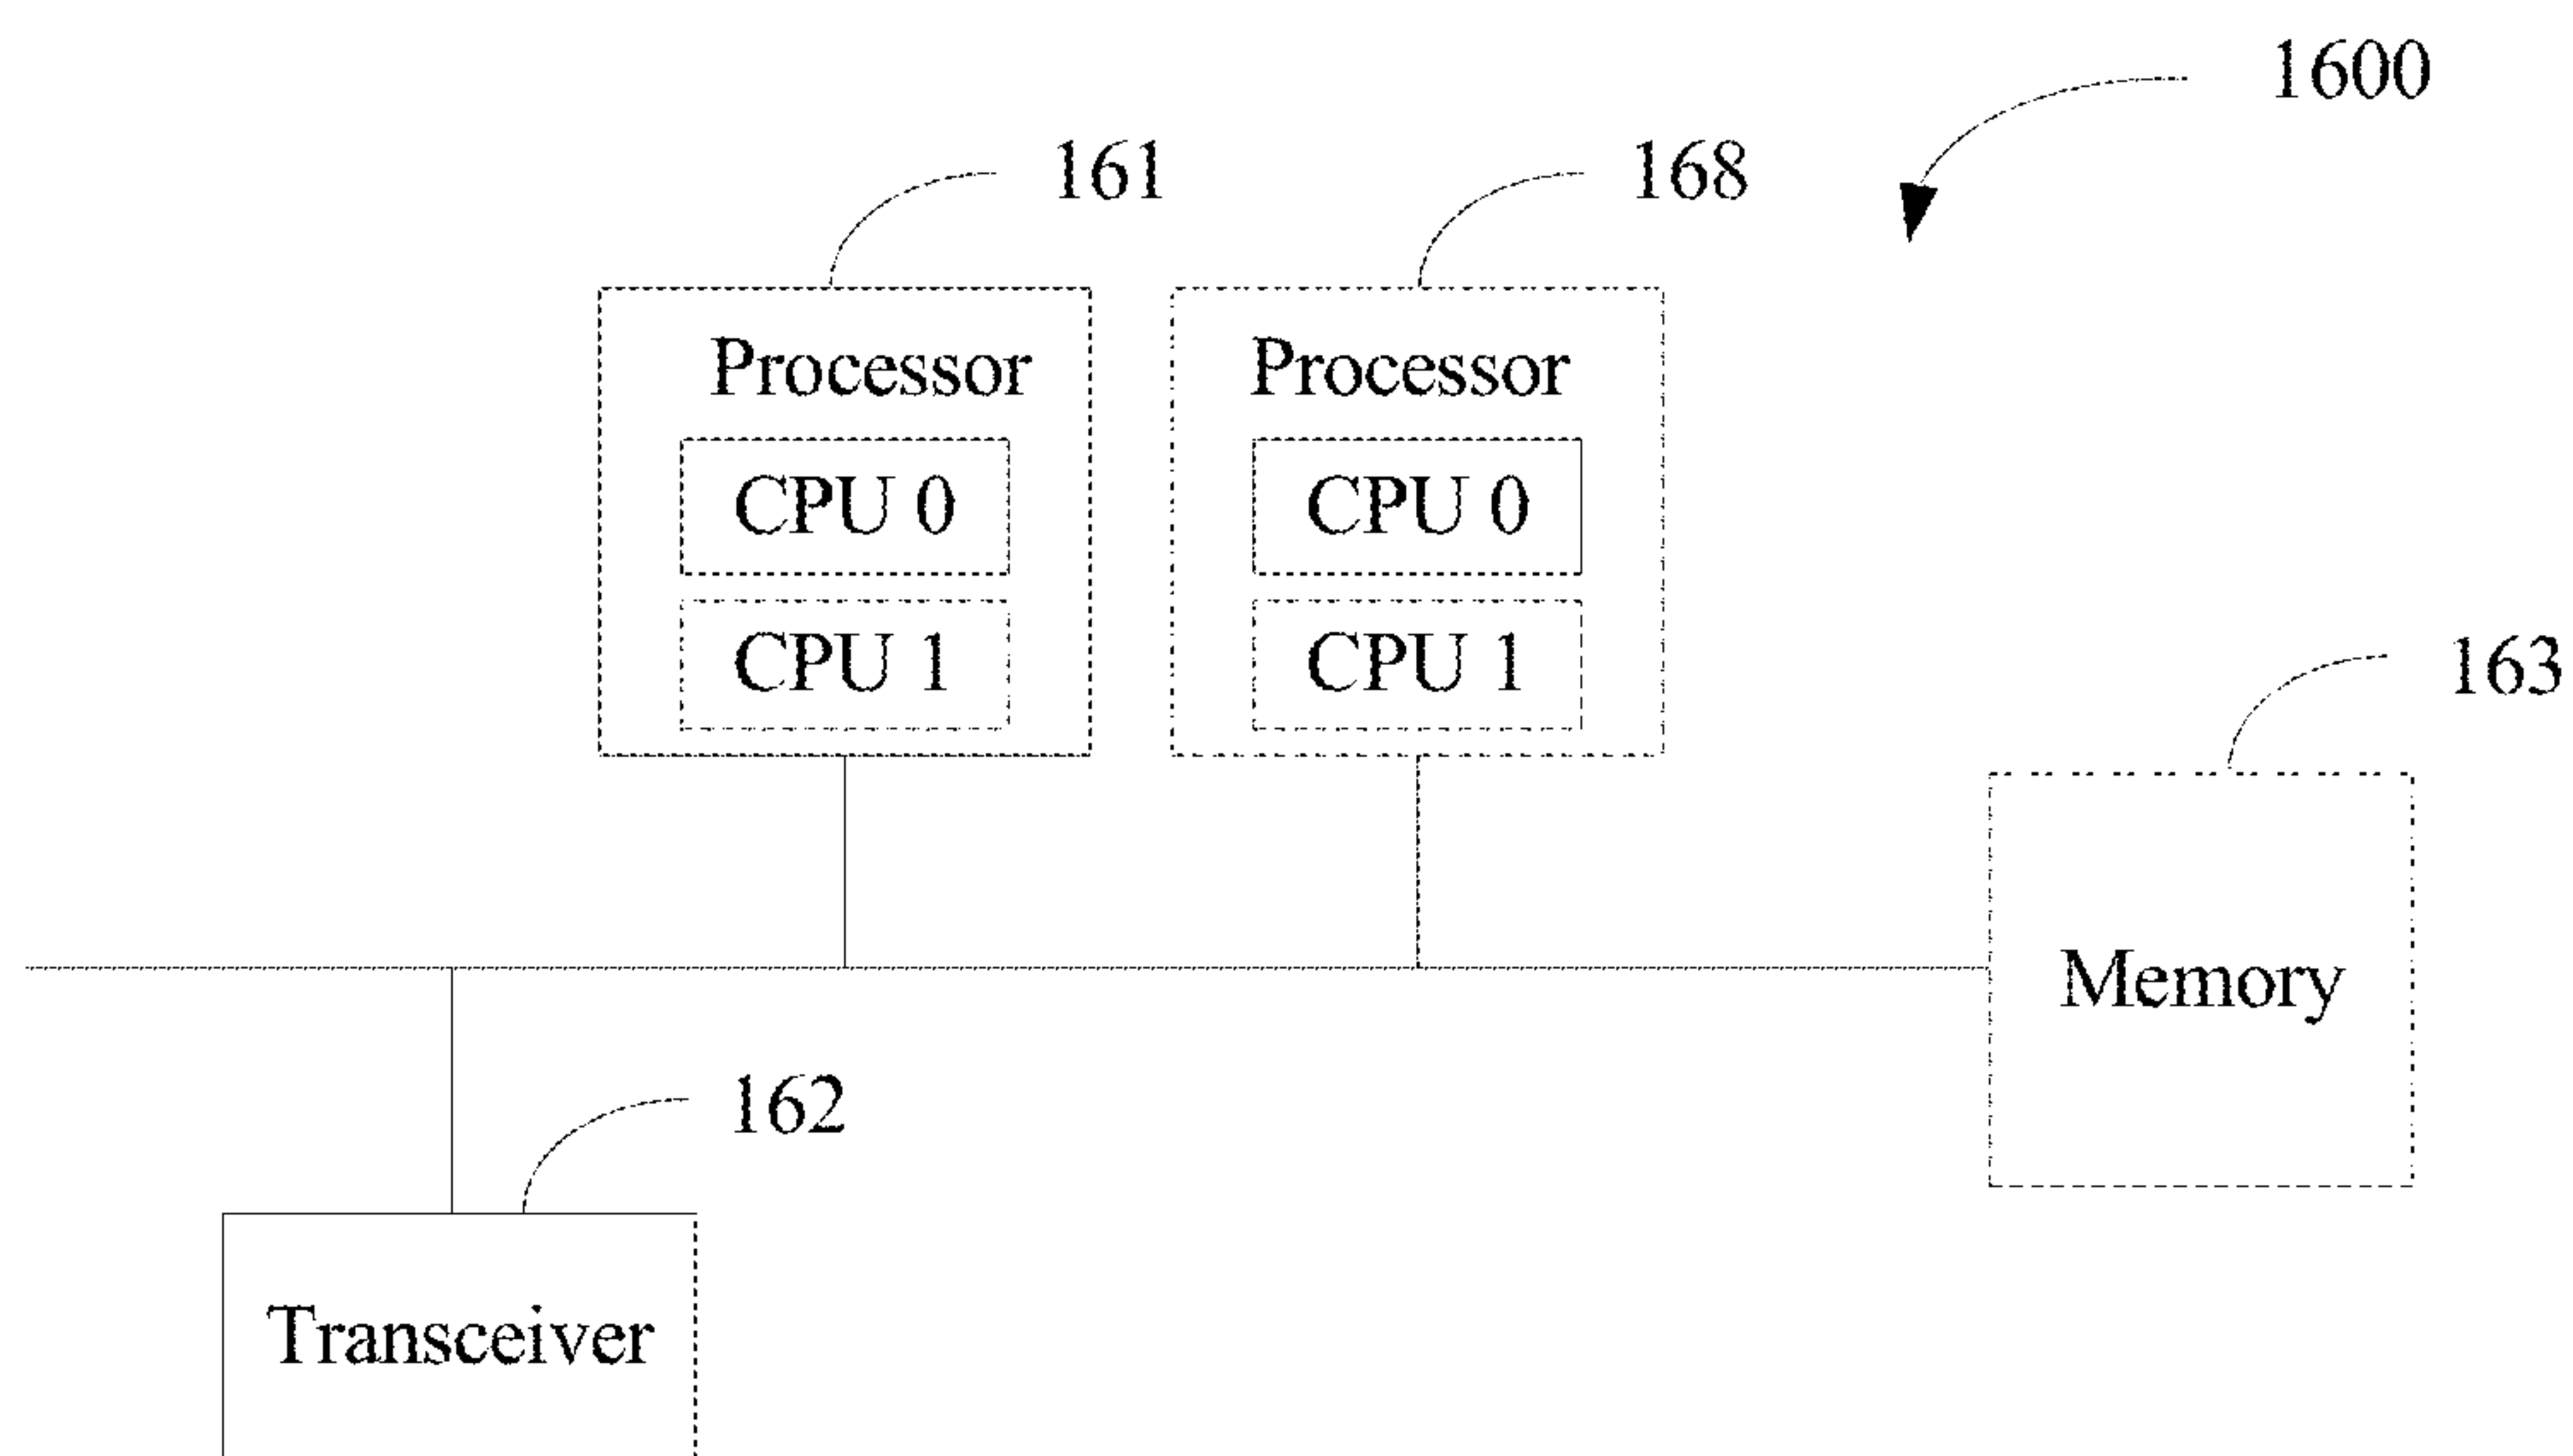 1600
161
168
Processor
Processor
CPU 0
CPU 0
CPU 1
CPU 1
163
Memory
162
Transceiver